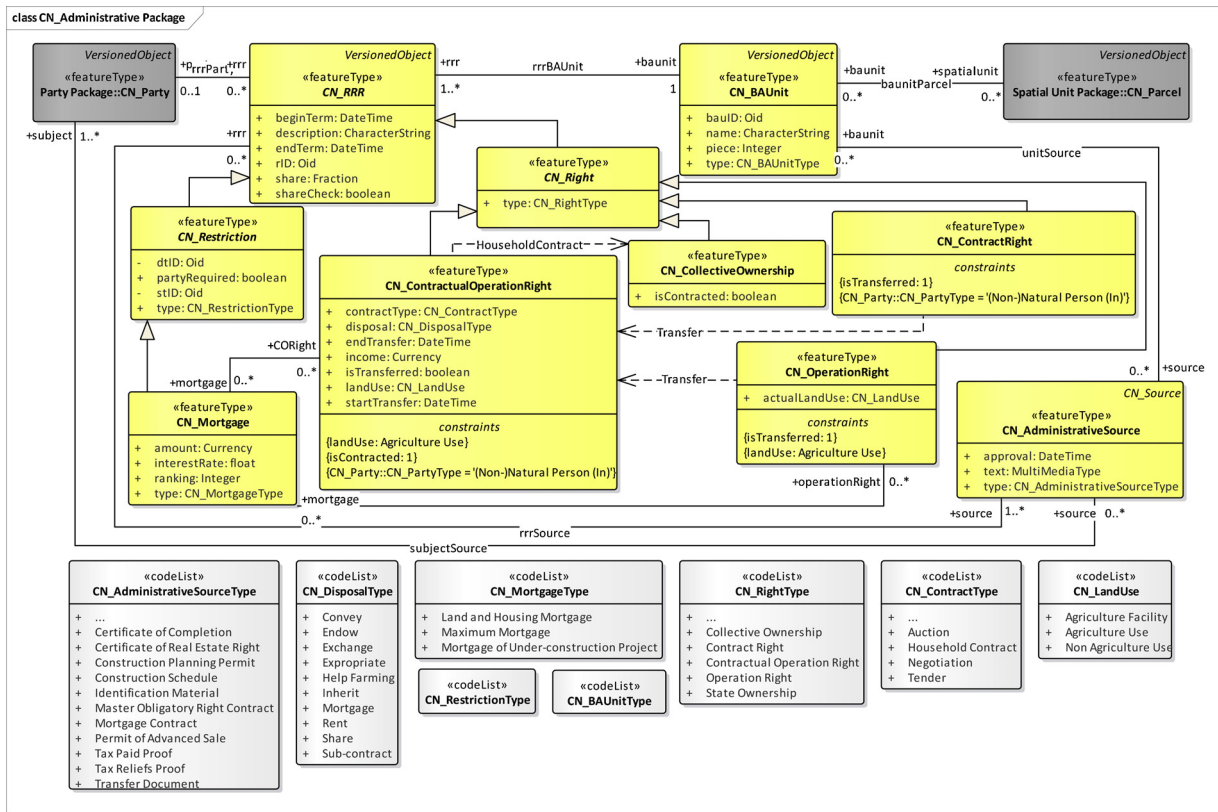 class CN_Administrative Package
VersionedObject
«featureType»
Party Package::CN_Party
+rrr
0..1
0..*
+subject
1..*
VersionedObject
«featureType»
CN_RRR
+ beginTerm: DateTime
+ description: CharacterString
+ endTerm: DateTime
+ rID: Oid
+ share: Fraction
+ shareCheck: boolean
+rrr
0..*
+rrr
1..*
rrrBAUnit
+baunit
1
VersionedObject
«featureType»
CN_BAUnit
+ bauID: Oid
+ name: CharacterString
+ piece: Integer
+ type: CN_BAUnitType
+baunit
0..*
baunitParcel
+spatialunit
0..*
VersionedObject
«featureType»
Spatial Unit Package::CN_Parcel
+baunit
0..*
unitSource
«featureType»
CN_Right
+ type: CN_RightType
«featureType»
CN_Restriction
- dtID: Oid
+ partyRequired: boolean
- stID: Oid
+ type: CN_RestrictionType
HouseholdContract
«featureType»
CN_CollectiveOwnership
+ isContracted: boolean
«featureType»
CN_ContractRight
constraints
{isTransferred: 1}
{CN_Party::CN_PartyType = '(Non-)Natural Person (In)'}
«featureType»
CN_ContractualOperationRight
+ contractType: CN_ContractType
+ disposal: CN_DisposalType
+ endTransfer: DateTime
+ income: Currency
+ isTransferred: boolean
+ landUse: CN_LandUse
+ startTransfer: DateTime
constraints
{landUse: Agriculture Use}
{isContracted: 1}
{CN_Party::CN_PartyType = '(Non-)Natural Person (In)'}
Transfer
Transfer
+CORight
0..*
+mortgage
0..*
«featureType»
CN_OperationRight
+ actualLandUse: CN_LandUse
constraints
{isTransferred: 1}
{landUse: Agriculture Use}
+operationRight
0..*
«featureType»
CN_Mortgage
+ amount: Currency
+ interestRate: float
+ ranking: Integer
+ type: CN_MortgageType
+mortgage
0..*
0..*
+source
CN_Source
«featureType»
CN_AdministrativeSource
+ approval: DateTime
+ text: MultiMediaType
+ type: CN_AdministrativeSourceType
+source
1..*
+source
0..*
rrrSource
subjectSource
«codeList»
CN_AdministrativeSourceType
+ ...
+ Certificate of Completion
+ Certificate of Real Estate Right
+ Construction Planning Permit
+ Construction Schedule
+ Identification Material
+ Master Obligatory Right Contract
+ Mortgage Contract
+ Permit of Advanced Sale
+ Tax Paid Proof
+ Tax Reliefs Proof
+ Transfer Document
«codeList»
CN_DisposalType
+ Convey
+ Endow
+ Exchange
+ Expropriate
+ Help Farming
+ Inherit
+ Mortgage
+ Rent
+ Share
+ Sub-contract
«codeList»
CN_MortgageType
+ Land and Housing Mortgage
+ Maximum Mortgage
+ Mortgage of Under-construction Project
«codeList»
CN_RestrictionType
«codeList»
CN_BAUnitType
«codeList»
CN_RightType
+ ...
+ Collective Ownership
+ Contract Right
+ Contractual Operation Right
+ Operation Right
+ State Ownership
«codeList»
CN_ContractType
+ ...
+ Auction
+ Household Contract
+ Negotiation
+ Tender
«codeList»
CN_LandUse
+ Agriculture Facility
+ Agriculture Use
+ Non Agriculture Use